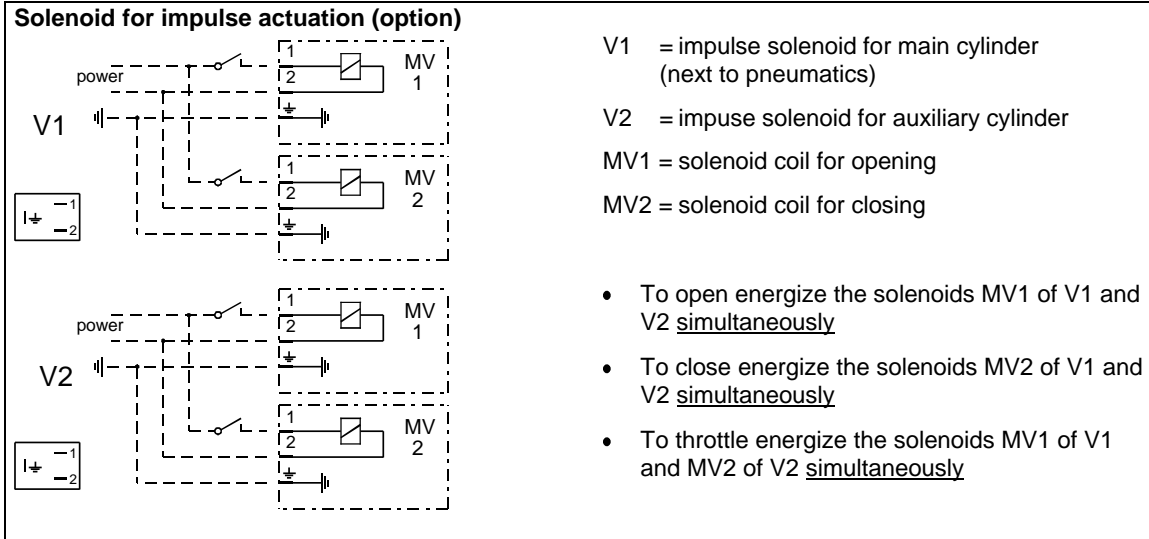 Solenoid for impulse actuation (option)
power
V1
1
2
MV
1
1
2
MV
2
1
2
power
V2
1
2
MV
1
1
2
MV
2
1
2
V1 = impulse solenoid for main cylinder
(next to pneumatics)
V2 = impuse solenoid for auxiliary cylinder
MV1 = solenoid coil for opening
MV2 = solenoid coil for closing
• To open energize the solenoids MV1 of V1 and
V2 simultaneously
• To close energize the solenoids MV2 of V1 and
V2 simultaneously
• To throttle energize the solenoids MV1 of V1
and MV2 of V2 simultaneously